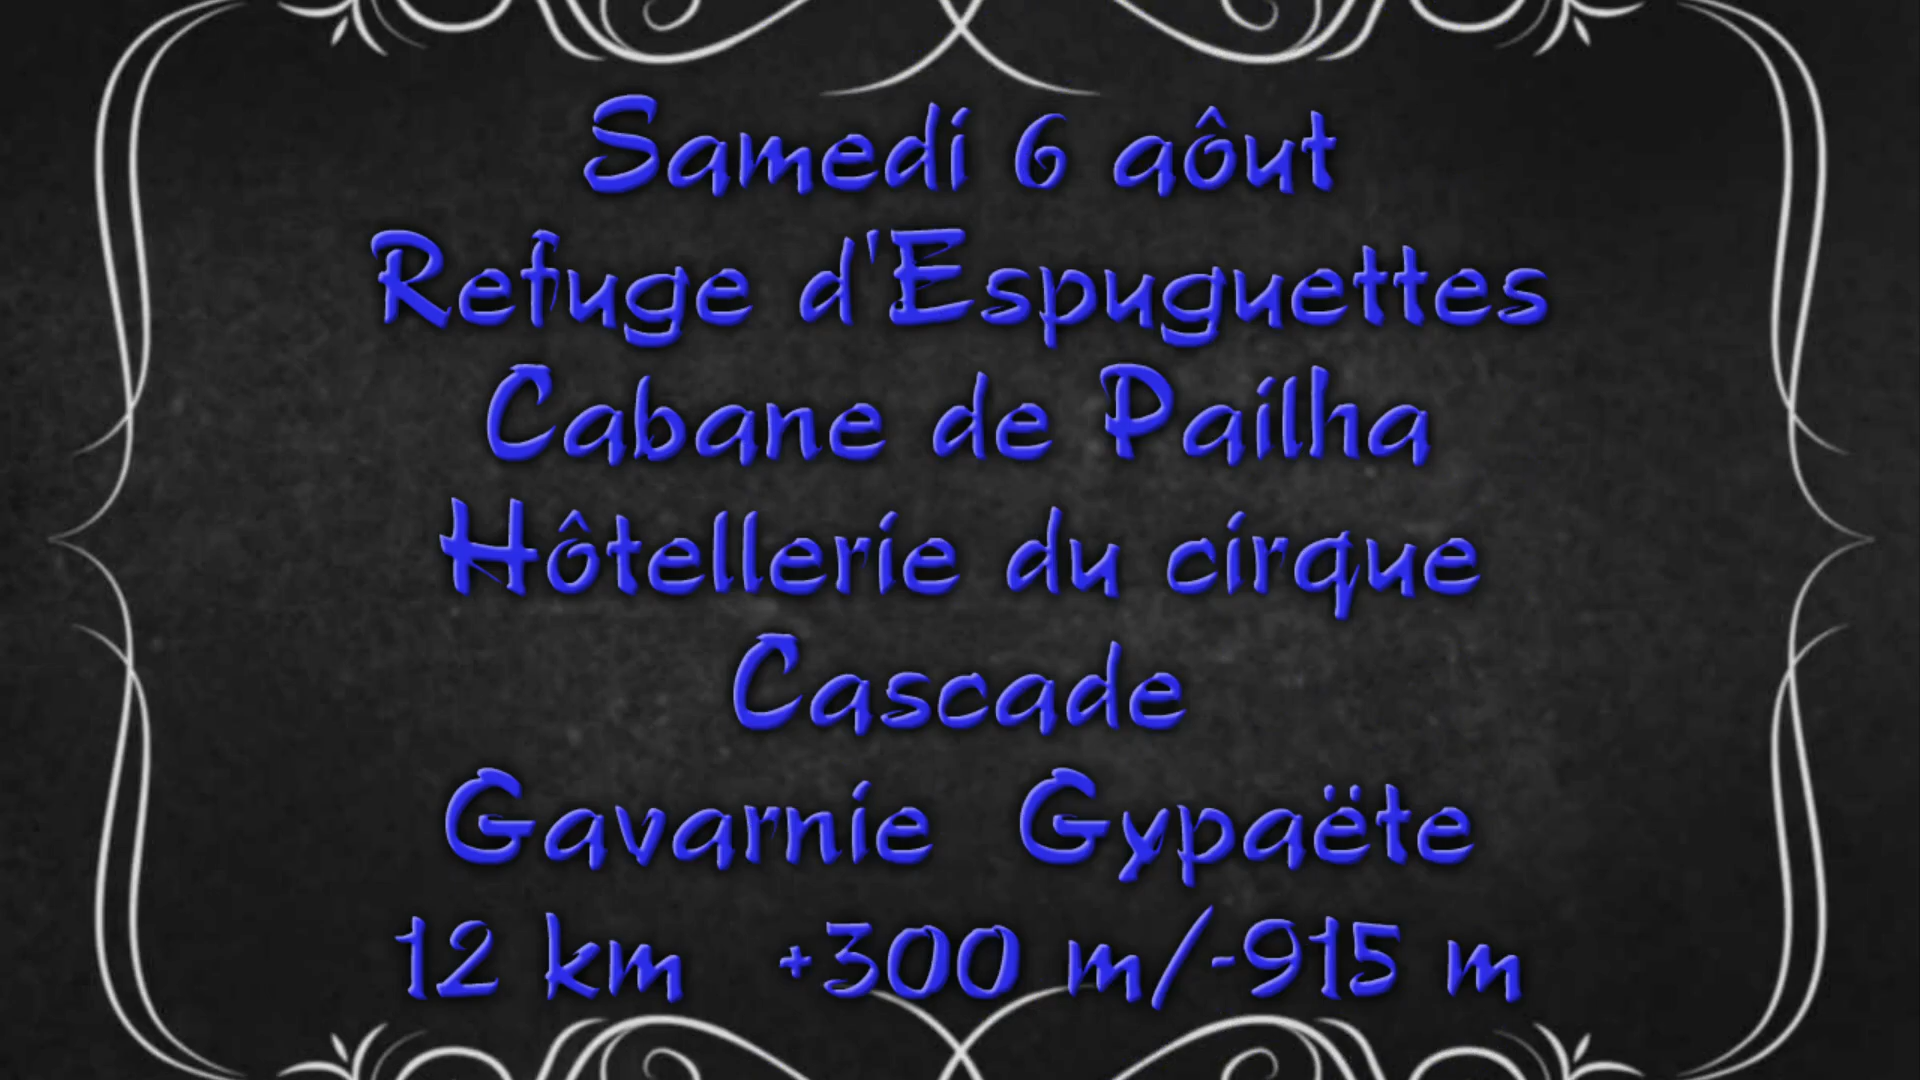 Samedi 6 aôut
Refuge d'Espuguettes
Cabane de Pailha
Hôtellerie du cirque
Cascade
Gavarnie Gypaëte
12 km +300 m/-915 m